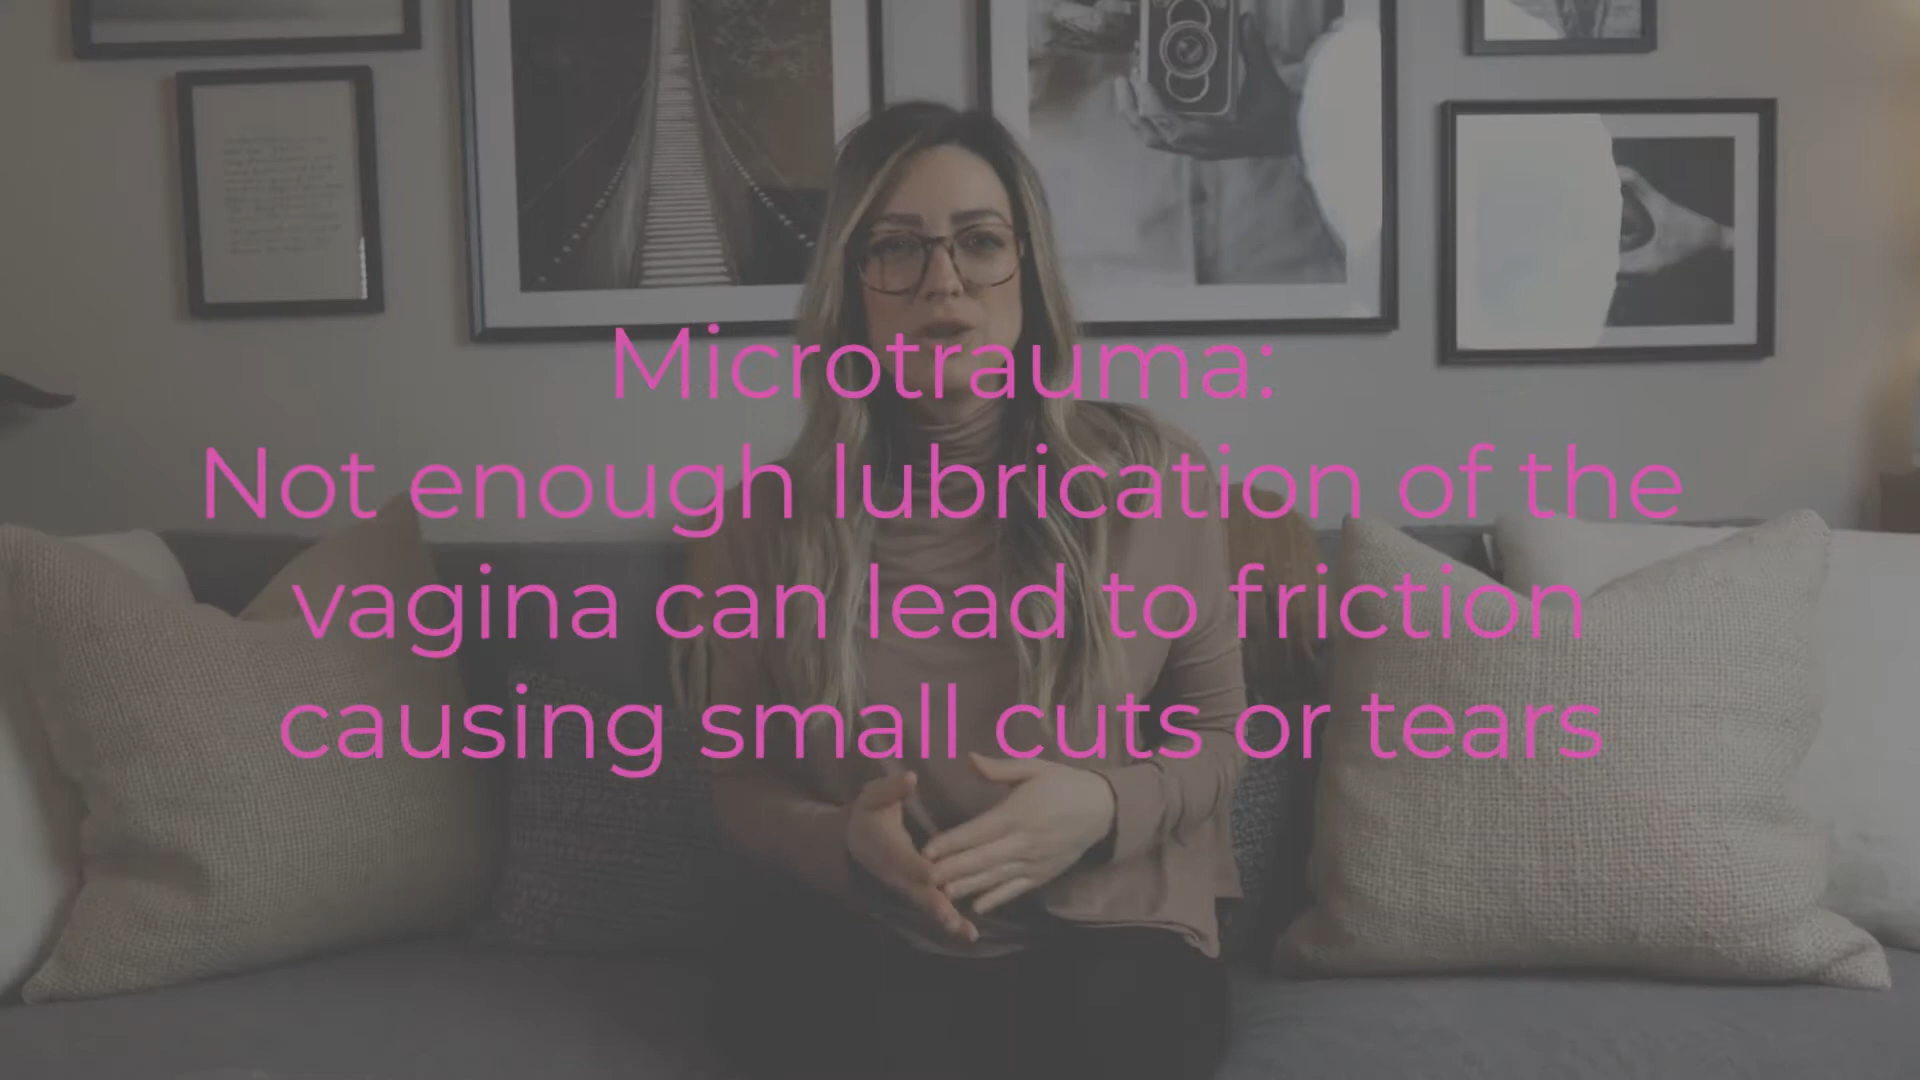 Microtrauma:
Not enough lubrication of the
vagina can lead to friction
causing small cuts or tears